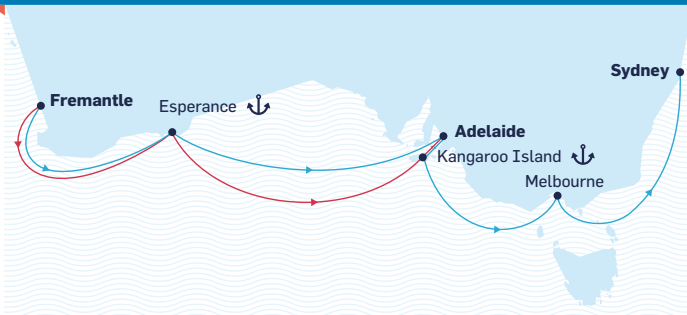 Sydney
Fremantle
Esperance
Adelaide
Kangaroo Island
Melbourne